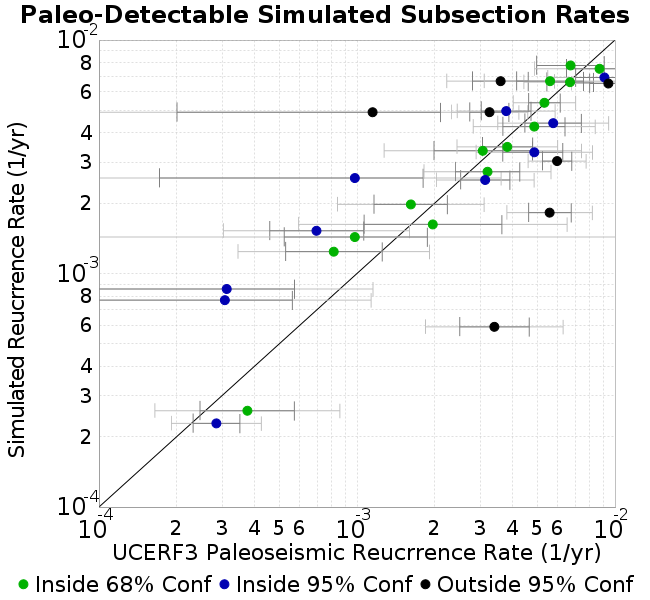 Paleo-Detectable Simulated Subsection Rates
Simulated Reucrrence Rate (1/yr)
10-2
8
6
4
3
2
10-3
8
6
4
3
2
10-4
10-4 2 3 4 5 6 10-3 2 3 4 5 6 10-2
UCERF3 Paleoseismic Reucrrence Rate (1/yr)
Inside 68% Conf Inside 95% Conf Outside 95% Conf